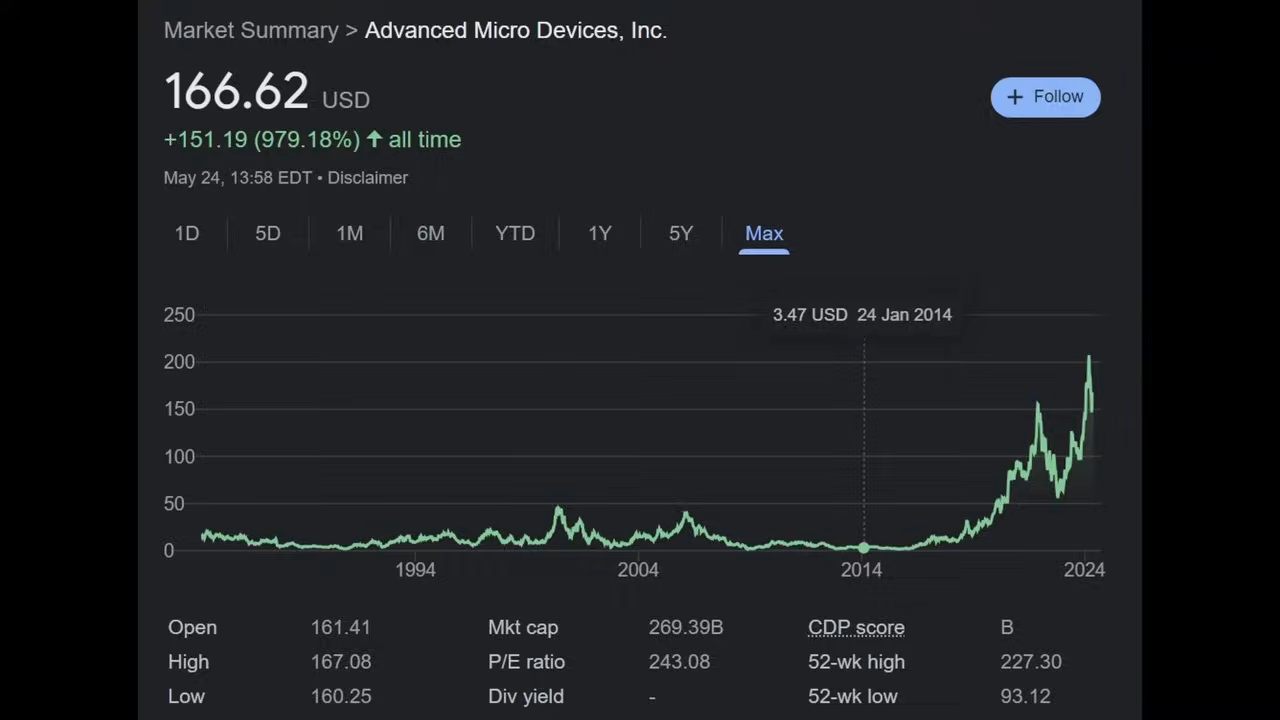 Market Summary > Advanced Micro Devices, Inc.
166.62 USD
+ Follow
+151.19 (979.18%) ↑ all time
May 24, 13:58 EDT • Disclaimer
1D 5D 1M 6M YTD 1Y 5Y Max
3.47 USD 24 Jan 2014
250
200
150
100
50
0
1994 2004 2014 2024
Open 161.41 Mkt cap 269.39B CDP score B
High 167.08 P/E ratio 243.08 52-wk high 227.30
Low 160.25 Div yield - 52-wk low 93.12